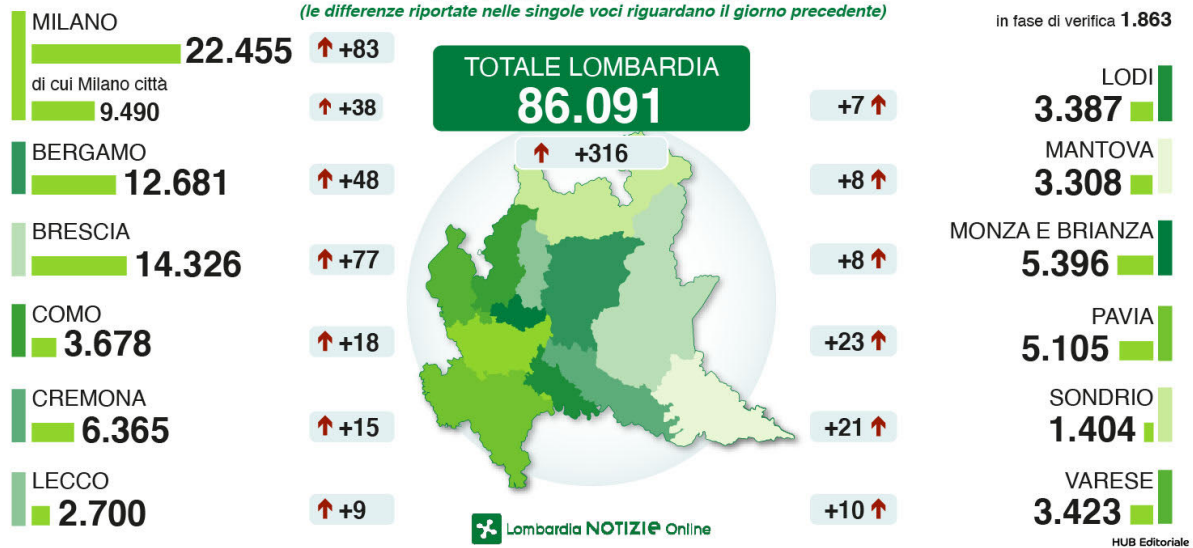 (le differenze riportate nelle singole voci riguardano il giorno precedente)
in fase di verifica 1.863
MILANO
22.455
+83
di cui Milano città
9.490
+38
BERGAMO
12.681
+48
BRESCIA
14.326
+77
COMO
3.678
+18
CREMONA
6.365
+15
LECCO
2.700
+9
TOTALE LOMBARDIA
86.091
+316
LODI
+7
3.387
MANTOVA
+8
3.308
MONZA E BRIANZA
+8
5.396
PAVIA
+23
5.105
SONDRIO
+21
1.404
VARESE
+10
3.423
Lombardia NOTIZIe Online
HUB Editoriale